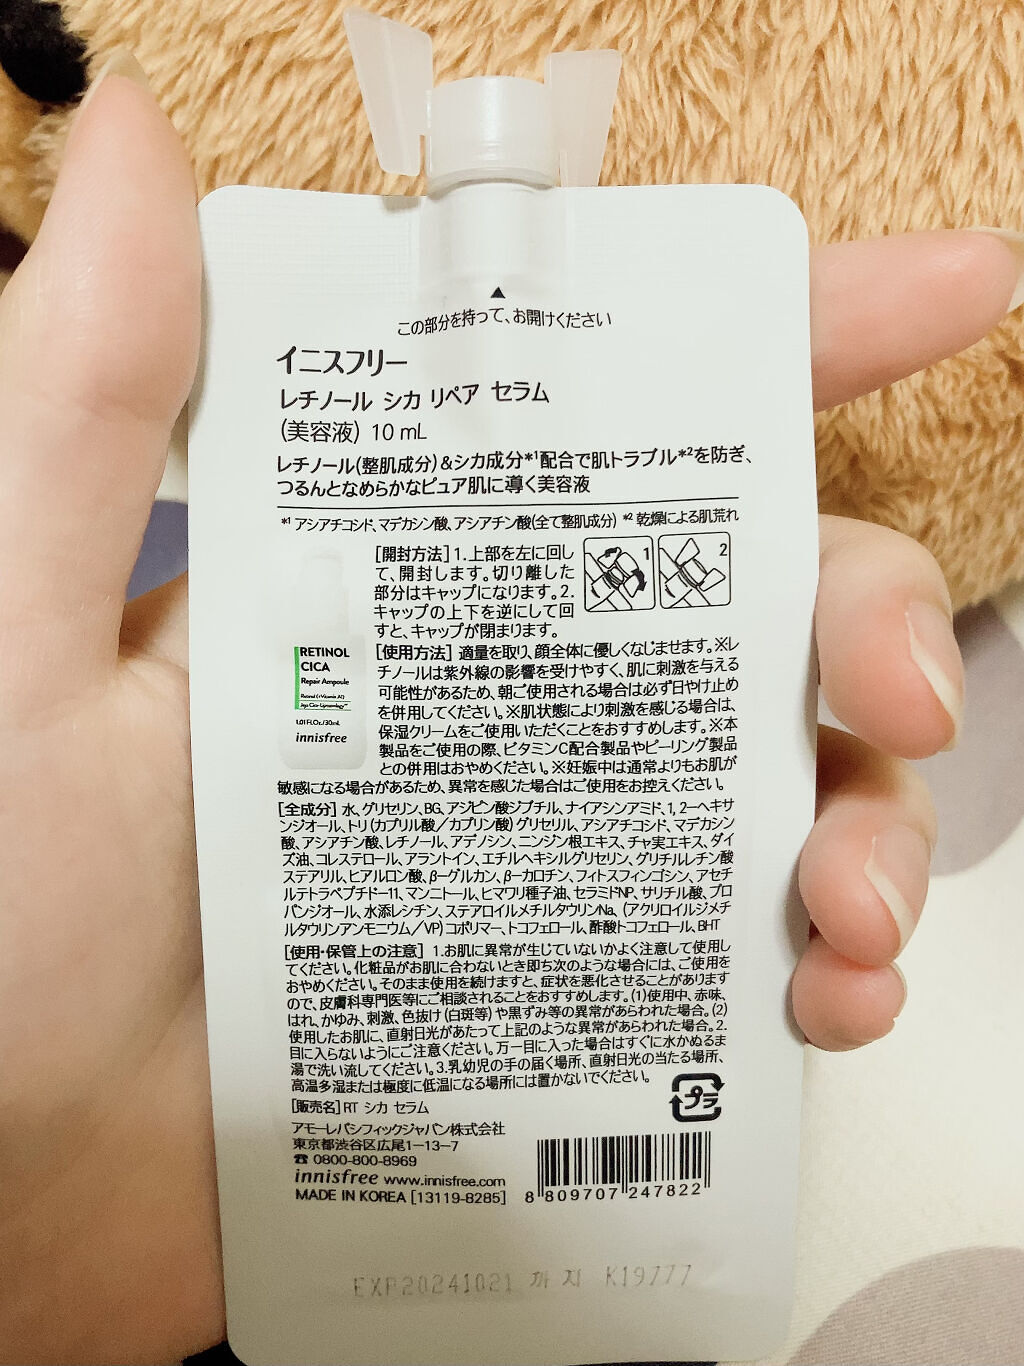 この部分を持って、お開けください
イニスフリー
レチノール シカ リペア セラム
(美容液) 10 mL
レチノール(整肌成分)&シカ成分*1配合で肌トラブル*2を防ぎ、
つるんとなめらかなピュア肌に導く美容液
*1 アシアチコシド、マデカシン酸、アシアチン酸(全て整肌成分) *2 乾燥による肌荒れ
[開封方法] 1.上部を左に回し
て、開封します。切り離した
部分はキャップになります。2.
キャップの上下を逆にして回
すと、キャップが閉まります。
1
2
RETINOL
CICA
Repair Ampoule
1.01 Fl.Oz./30mL
innisfree
[使用方法] 適量を取り、顔全体に優しくなじませます。※レ
チノールは紫外線の影響を受けやすく、肌に刺激を与える
可能性があるため、朝ご使用される場合は必ず日やけ止め
を併用してください。※肌状態により刺激を感じる場合は、
保湿クリームをご使用いただくことをおすすめします。※本
製品をご使用の際、ビタミンC配合製品やピーリング製品
との併用はおやめください。※妊娠中は通常よりもお肌が
敏感になる場合があるため、異常を感じた場合はご使用をお控えください。
[全成分] 水、グリセリン、BG、アジピン酸ジブチル、ナイアシンアミド、1, 2-ヘキサ
ンジオール、トリ(カプリル酸/カプリン酸)グリセリル、アシアチコシド、マデカシン
酸、アシアチン酸、レチノール、アデノシン、ニンジン根エキス、チャ実エキス、ダイ
ズ油、コレステロール、アラントイン、エチルヘキシルグリセリン、グリチルレチン酸
ステアリル、ヒアルロン酸、β-グルカン、β-カロチン、フィトスフィンゴシン、アセチ
ルテトラペプチド-11、マンニトール、ヒマワリ種子油、セラミドNP、サリチル酸、プロ
パンジオール、水添レシチン、ステアロイルメチルタウリンNa、(アクリロイルジメチ
ルタウリンアンモニウム/VP)コポリマー、トコフェロール、酢酸トコフェロール、BHT
[使用・保管上の注意] 1.お肌に異常が生じていないかよく注意して使用し
てください。化粧品がお肌に合わないとき即ち次のような場合には、ご使用を
おやめください。そのまま使用を続けますと、症状を悪化させることがあります
ので、皮膚科専門医等にご相談されることをおすすめします。(1)使用中、赤味、
はれ、かゆみ、刺激、色抜け(白斑等)や黒ずみ等の異常があらわれた場合。(2)
使用したお肌に、直射日光があたって上記のような異常があらわれた場合。2.
目に入らないようにご注意ください。万一目に入った場合はすぐに水かぬるま
湯で洗い流してください。3.乳幼児の手の届く場所、直射日光の当たる場所、
高温多湿または極度に低温になる場所には置かないでください。
[販売名] RT シカ セラム
プラ
アモーレパシフィックジャパン株式会社
東京都渋谷区広尾1-13-7
☎ 0800-800-8969
innisfree www.innisfree.com
MADE IN KOREA [13119-8285]
8 809707 247822
EXP20241021 까지 K19777